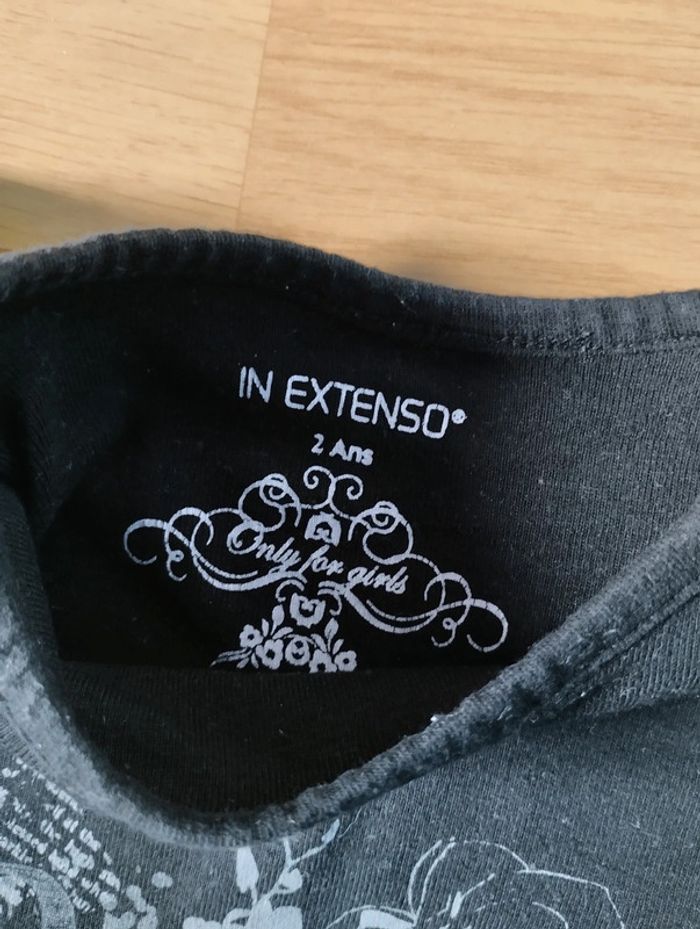 IN EXTENSO®
2 Ans
Only for girls